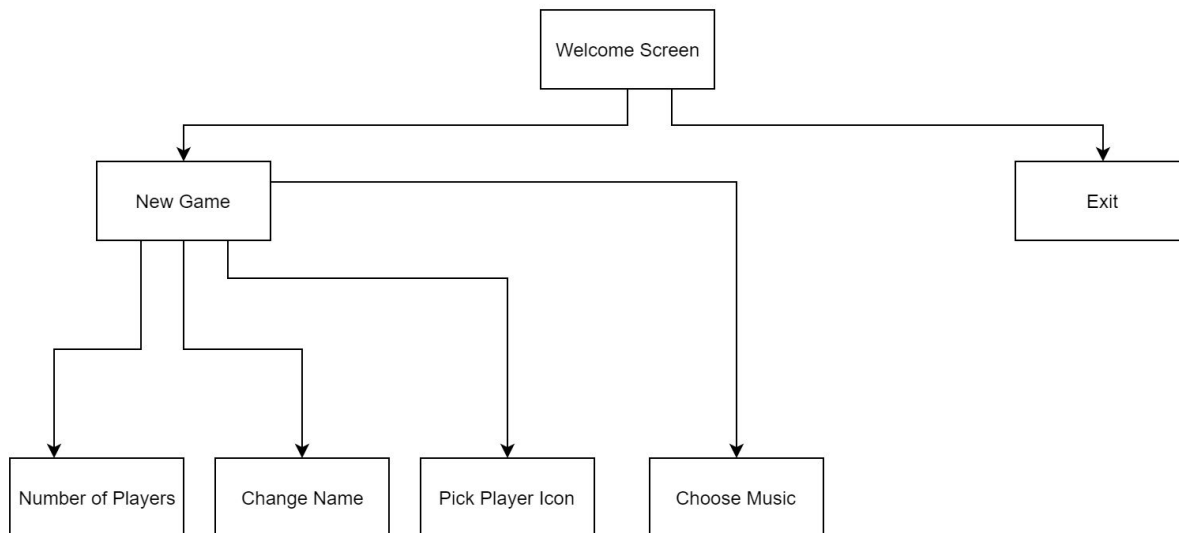 Welcome Screen
New Game
Exit
Number of Players
Change Name
Pick Player Icon
Choose Music